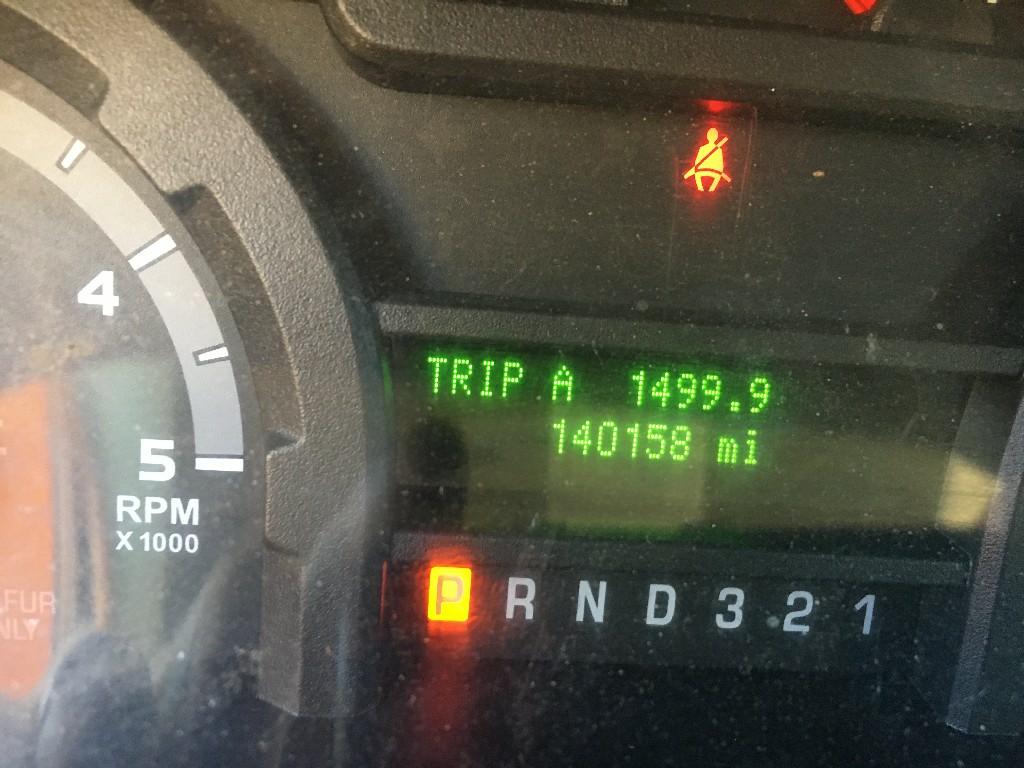 4
5
RPM
X 1000
TRIP A 1499.9
140158 mi
P R N D 3 2 1